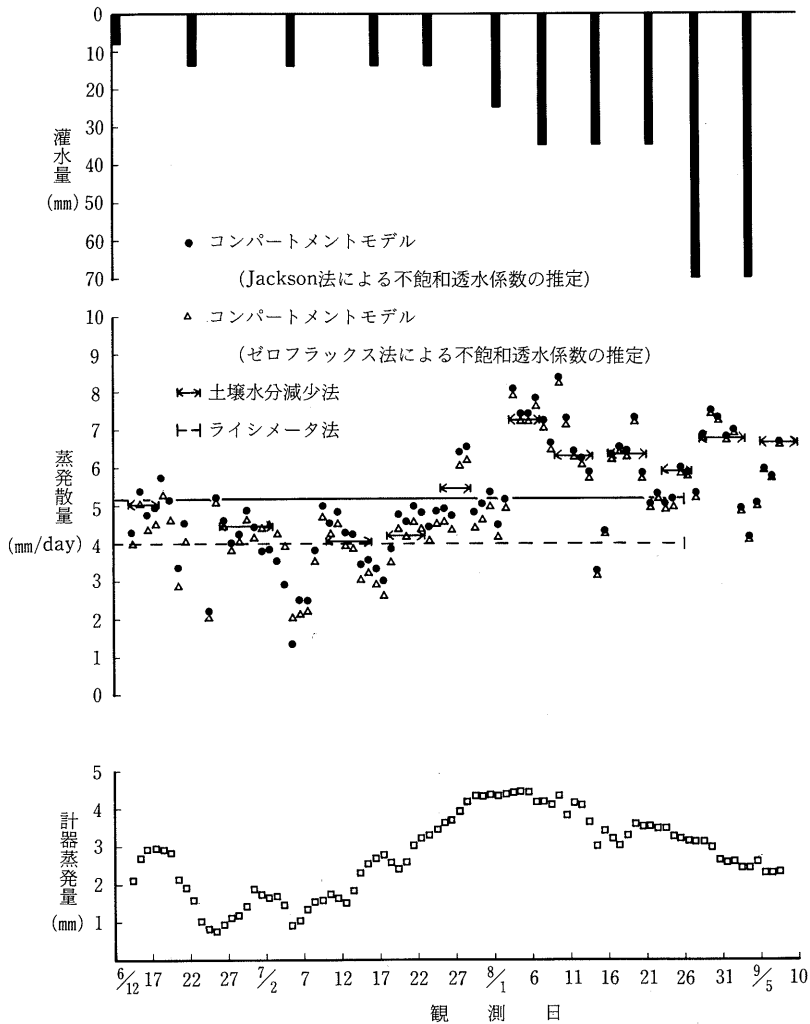 0
10
20
30
40
50
60
70
灌水量
(mm)
● コンパートメントモデル
(Jackson法による不飽和透水係数の推定)
△ コンパートメントモデル
(ゼロフラックス法による不飽和透水係数の推定)
土壌水分減少法
ライシメータ法
10
9
8
7
6
5
4
3
2
1
0
蒸発散量
(mm/day)
5
4
3
2
1
計器蒸発量
(mm)
6/12 17 22 27 7/2 7 12 17 22 27 8/1 6 11 16 21 26 31 9/5 10
観測日